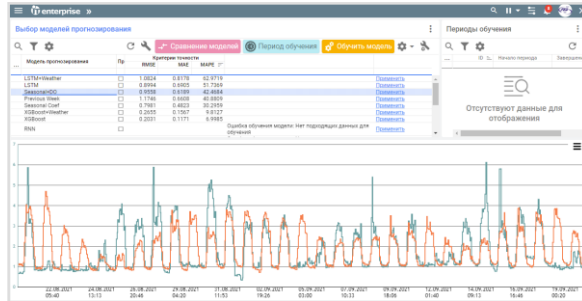 enterprise »
Выбор моделей прогнозирования
Периоды обучения
Сравнение моделей
Период обучения
Обучить модель
Модель прогнозирования
Пр
Критерии точности
RMSE MAE MAPE
ID Начало периода Завершени
LSTM+Weather 1.0824 0.8178 62.9719 Применить
LSTM 0.8994 0.6905 51.7369 Применить
0.9558 0.6189 42.4684 Применить
Previous Week 1.1746 0.6608 40.8809 Применить
Seasonal Coef 0.7981 0.4823 30.2959 Применить
XGBoost+Weather 0.2655 0.1567 9.8127 Применить
XGBoost 0.2031 0.1171 6.9985 Применить
RNN Ошибка обучения модели: Нет подходящих данных для обучения Применить
Отсутствуют данные для
отображения
22.08.2021 24.08.2021 26.08.2021 29.08.2021 31.08.2021 02.09.2021 05.09.2021 07.09.2021 09.09.2021 12.09.2021 14.09.2021 16.09.2021 19.09.2021
05:40 13:13 20:46 04:20 11:53 19:26 03:00 10:33 18:06 01:40 09:13 16:46 00:20